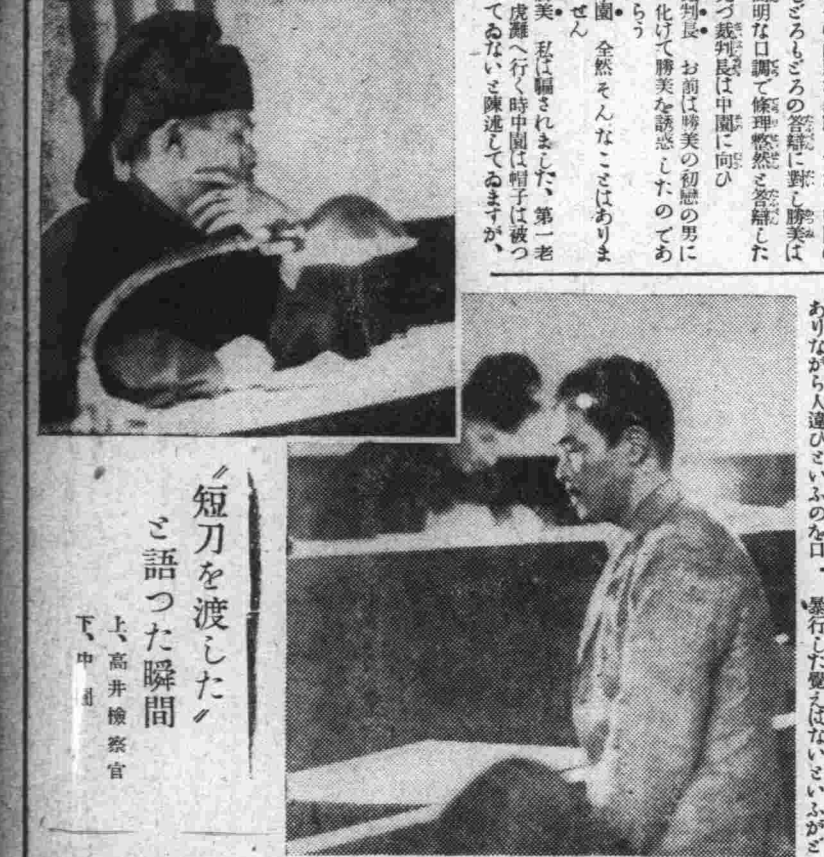 どろもどろの答辯に對し勝美は
明な口調で條理整然と答辯した
づ裁判長は中園に向ひ
判長 お前は勝美の初戀の男に
化けて勝美を誘惑したのであ
らう
園 全然そんなことはありま
せん
美 私は騙されました、第一老
虎灘へ行く時中園は帽子は被つ
てゐないと陳述してゐますが、
ありながら人違ひといふのを口
暴行した覺えはないといふがど
〝短刀を渡した〟
と語つた瞬間
上、高井檢察官
下、中園